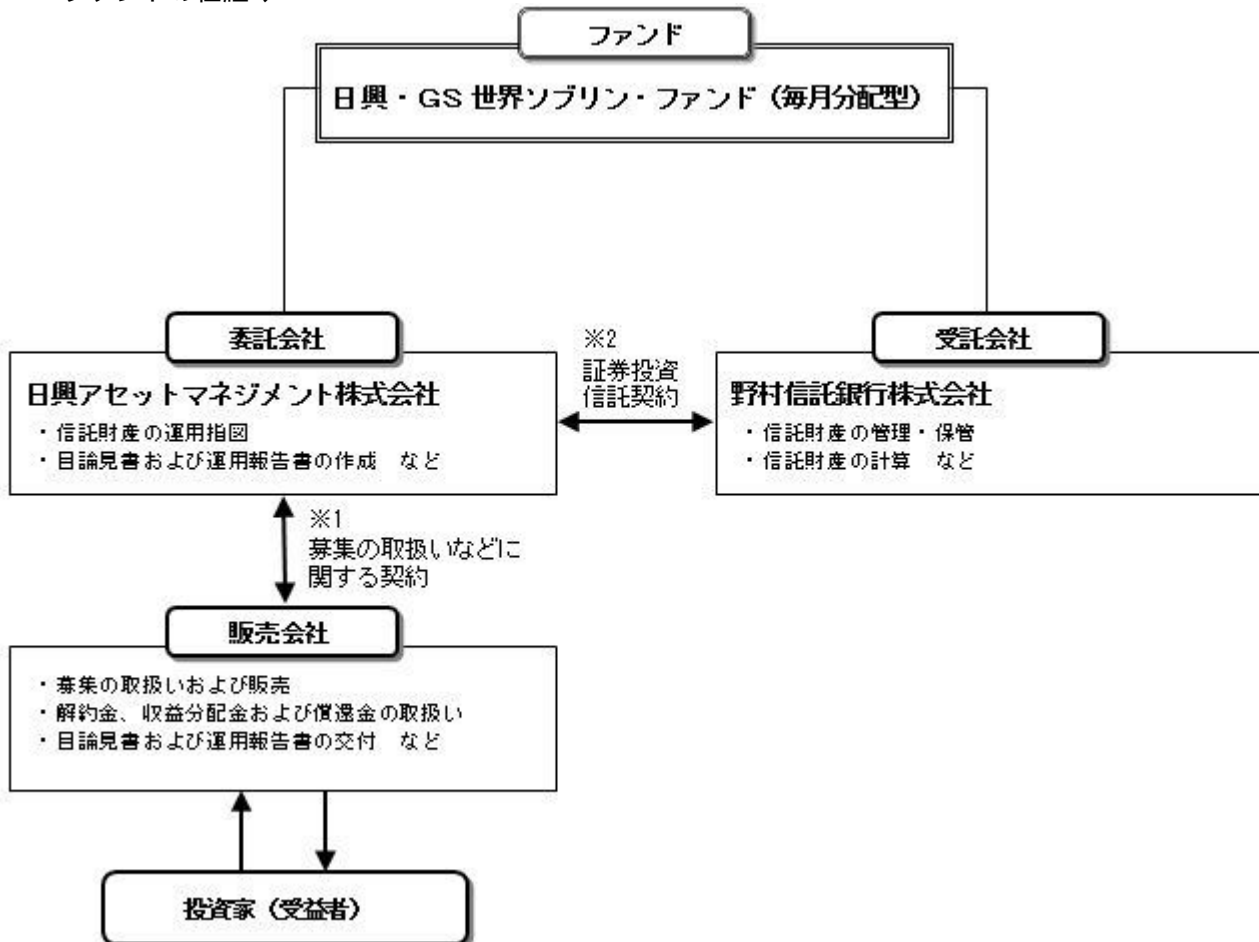 ファンド
日興・GS 世界ソブリン・ファンド（毎月分配型）
委託会社
日興アセットマネジメント株式会社
・信託財産の運用指図
・目論見書および運用報告書の作成　など
※2
証券投資
信託契約
受託会社
野村信託銀行株式会社
・信託財産の管理・保管
・信託財産の計算　など
※1
募集の取扱いなどに
関する契約
販売会社
・募集の取扱いおよび販売
・解約金、収益分配金および償還金の取扱い
・目論見書および運用報告書の交付　など
投資家（受益者）